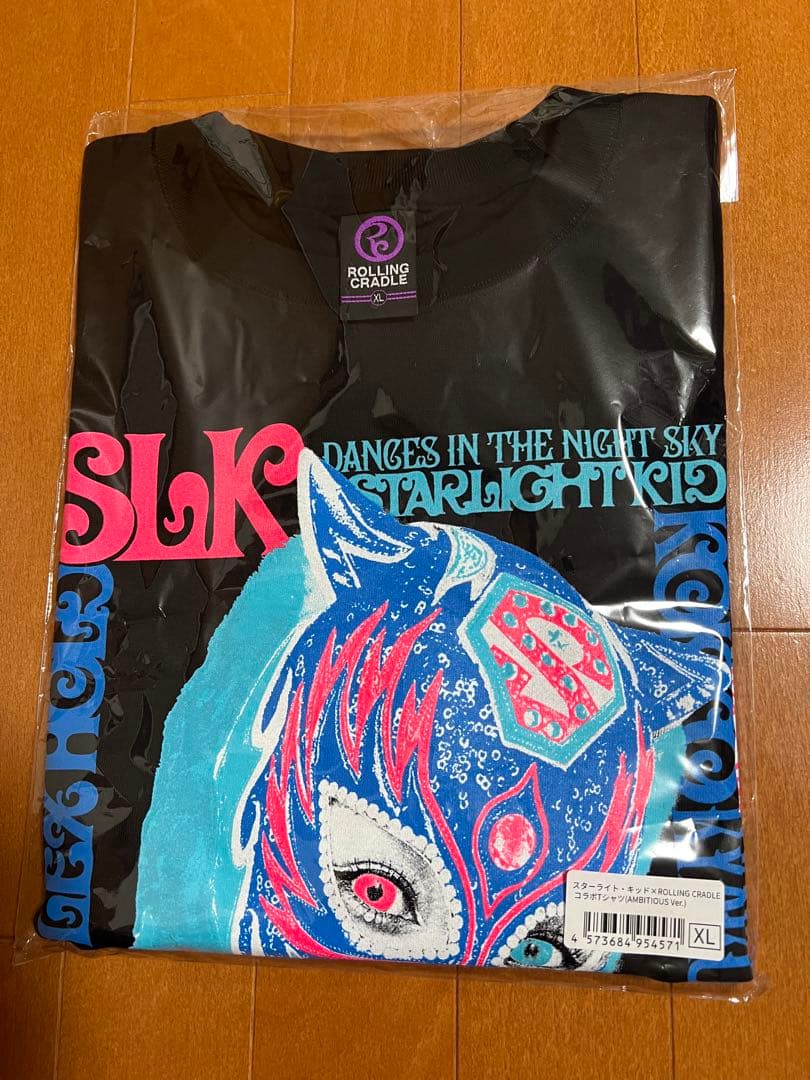 ROLLING
CRADLE
XL
SLK
DANCES IN THE NIGHT SKY
STARLIGHT KID
スターライト・キッド×ROLLING CRADLE
コラボTシャツ(AMBITIOUS Ver.)
4 573684 954571
XL